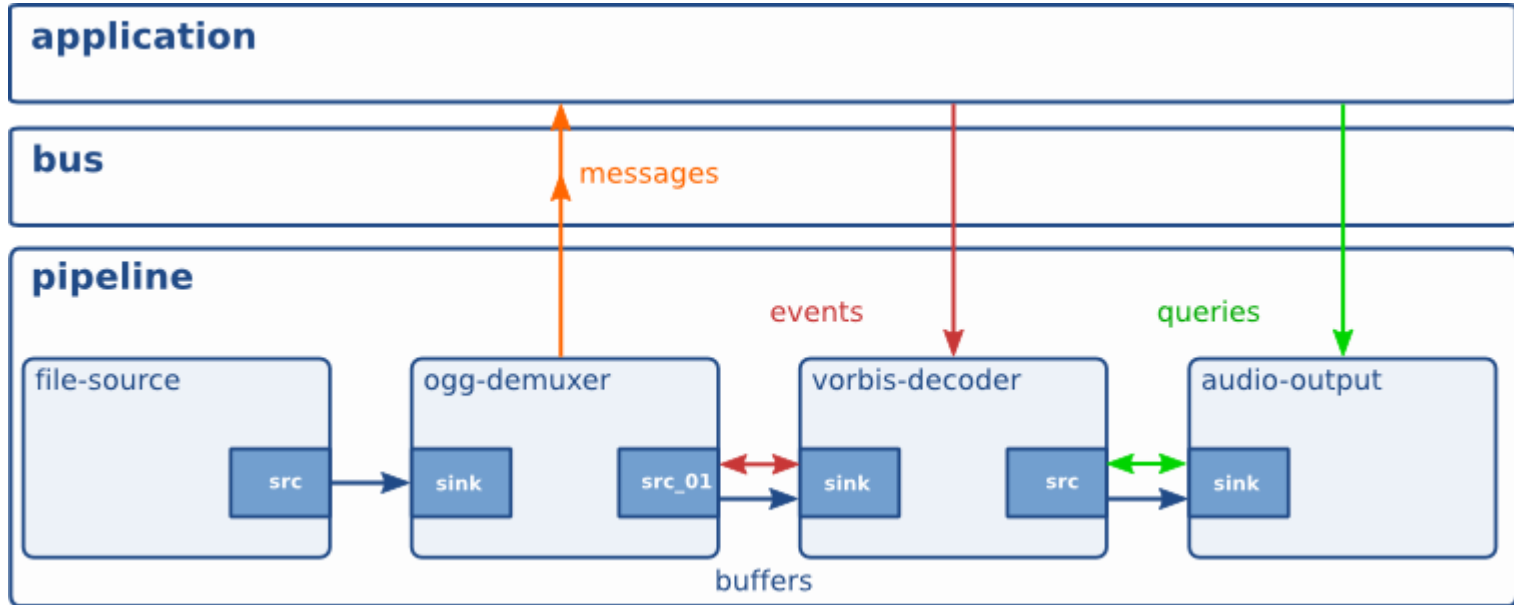 application
bus
messages
pipeline
events
queries
file-source
ogg-demuxer
vorbis-decoder
audio-output
src
sink
src_01
sink
src
sink
buffers